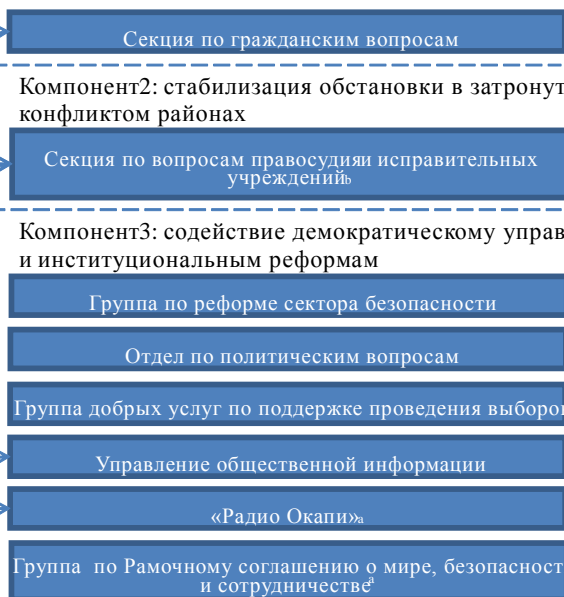 Секция по гражданским вопросам
Компонент2: стабилизация обстановки в затронут
конфликтом районах
Секция по вопросам правосудияи исправительных
учрежденийb
Компонент3: содействие демократическому управ
и институциональным реформам
Группа по реформе сектора безопасности
Отдел по политическим вопросам
Группа добрых услуг по поддержке проведения выборов
Управление общественной информации
«Радио Окапи»a
Группа по Рамочному соглашению о мире, безопасност
и сотрудничествеa